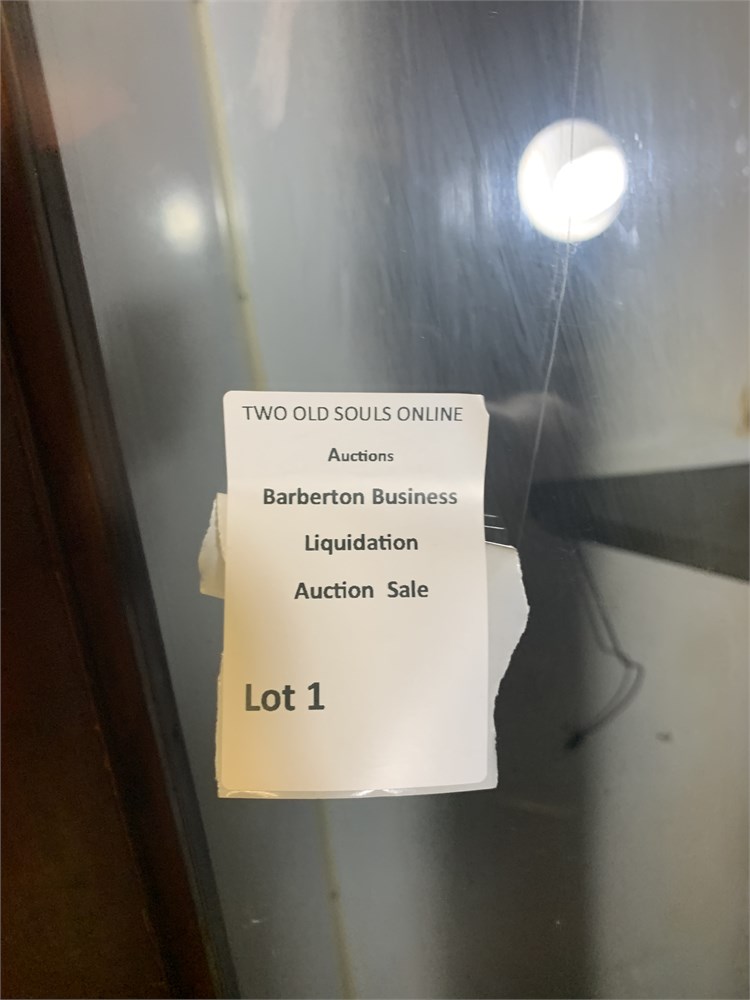 TWO OLD SOULS ONLINE
Auctions
Barberton Business
Liquidation
Auction Sale
Lot 1